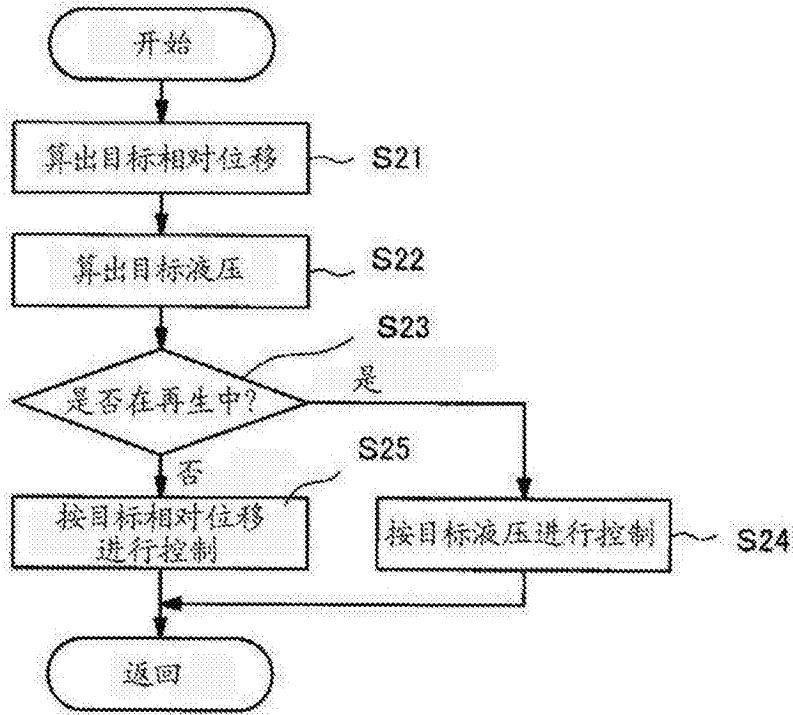 开始
算出目标相对位移
S21
算出目标液压
S22
S23
是否在再生中?
是
否
S25
按目标相对位移
进行控制
按目标液压进行控制
S24
返回